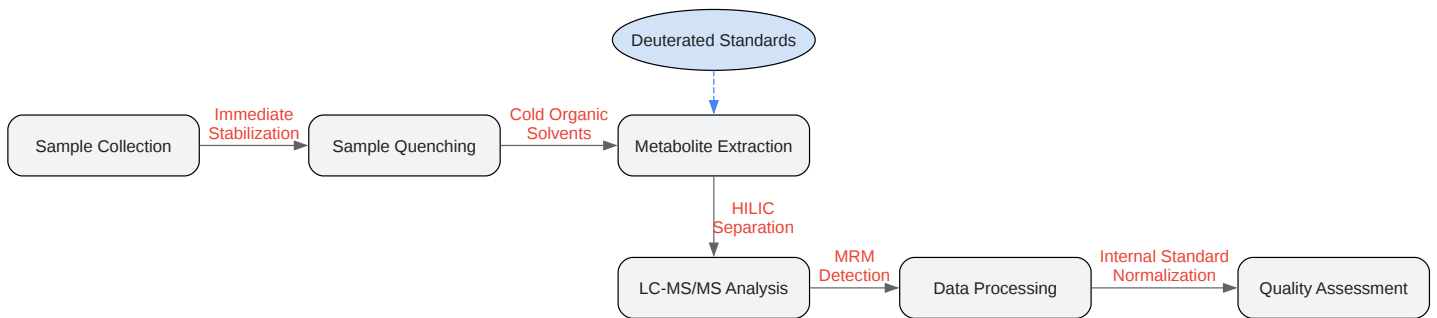 Deuterated Standards
Immediate
Stabilization
Cold Organic
Solvents
Sample Collection
Sample Quenching
Metabolite Extraction
HILIC
Separation
MRM
Detection
Internal Standard
Normalization
LC-MS/MS Analysis
Data Processing
Quality Assessment